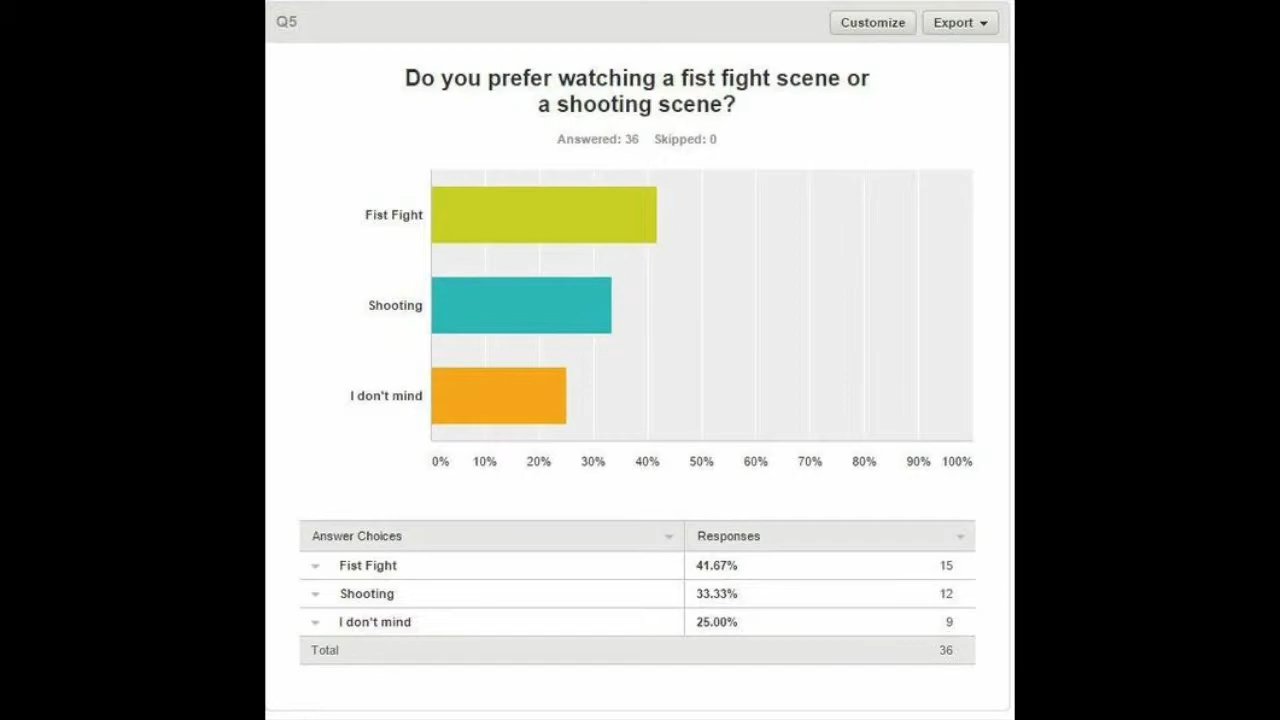 Q5
Customize
Export
Do you prefer watching a fist fight scene or
a shooting scene?
Answered: 36 Skipped: 0
Fist Fight
Shooting
I don't mind
0% 10% 20% 30% 40% 50% 60% 70% 80% 90% 100%
Answer Choices Responses
Fist Fight 41.67% 15
Shooting 33.33% 12
I don't mind 25.00% 9
Total 36